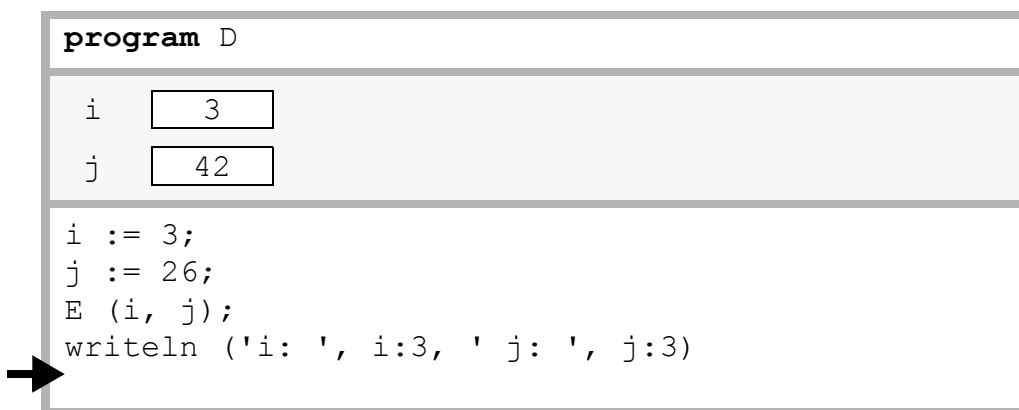 program D
i 3
j 42
i := 3;
j := 26;
E (i, j);
writeln ('i: ', i:3, ' j: ', j:3)